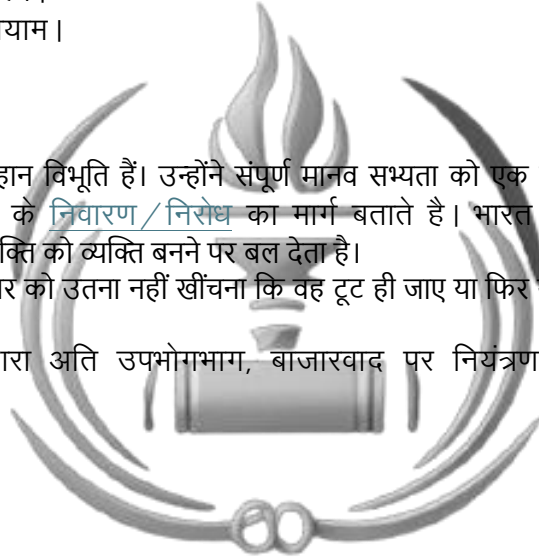 याम।
हान विभूति हैं। उन्होंने संपूर्ण मानव सभ्यता को एक
के निवारण/निरोध का मार्ग बताते है। भारत
क्ति को व्यक्ति बनने पर बल देता है।
र को उतना नहीं खींचना कि वह टूट ही जाए या फिर
ारा अति उपभोगभाग, बाजारवाद पर नियंत्रण